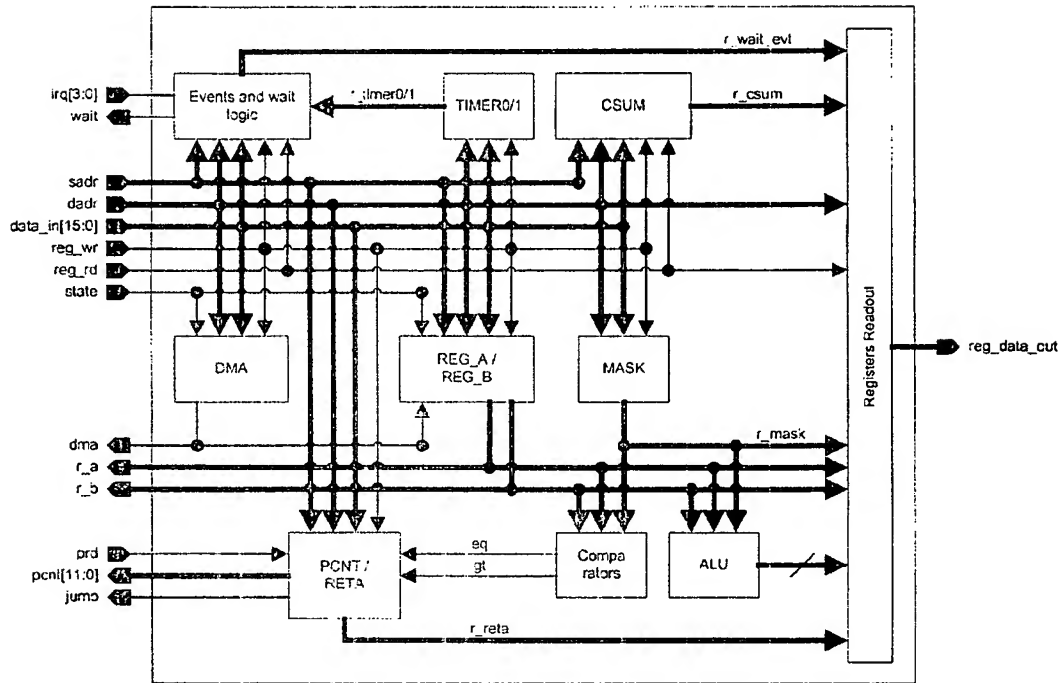 r_wait_evt
irq[3:0]
wait
Events and wait
logic
r_timer0/1
TIMER0/1
CSUM
r_csum
sadr
dadr
data_in[15:0]
reg_wr
reg_rd
state
DMA
REG_A /
REG_B
MASK
Registers Readout
reg_data_out
dma
r_a
r_b
r_mask
prd
pcnt[11:0]
jump
PCNT /
RETA
eq
gt
Compa
rators
ALU
r_reta